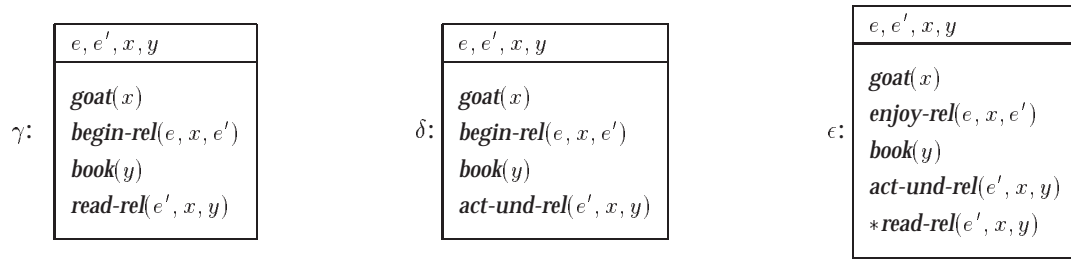 γ:
e, e′, x, y
goat(x)
begin-rel(e, x, e′)
book(y)
read-rel(e′, x, y)
δ:
e, e′, x, y
goat(x)
begin-rel(e, x, e′)
book(y)
act-und-rel(e′, x, y)
ϵ:
e, e′, x, y
goat(x)
enjoy-rel(e, x, e′)
book(y)
act-und-rel(e′, x, y)
*read-rel(e′, x, y)